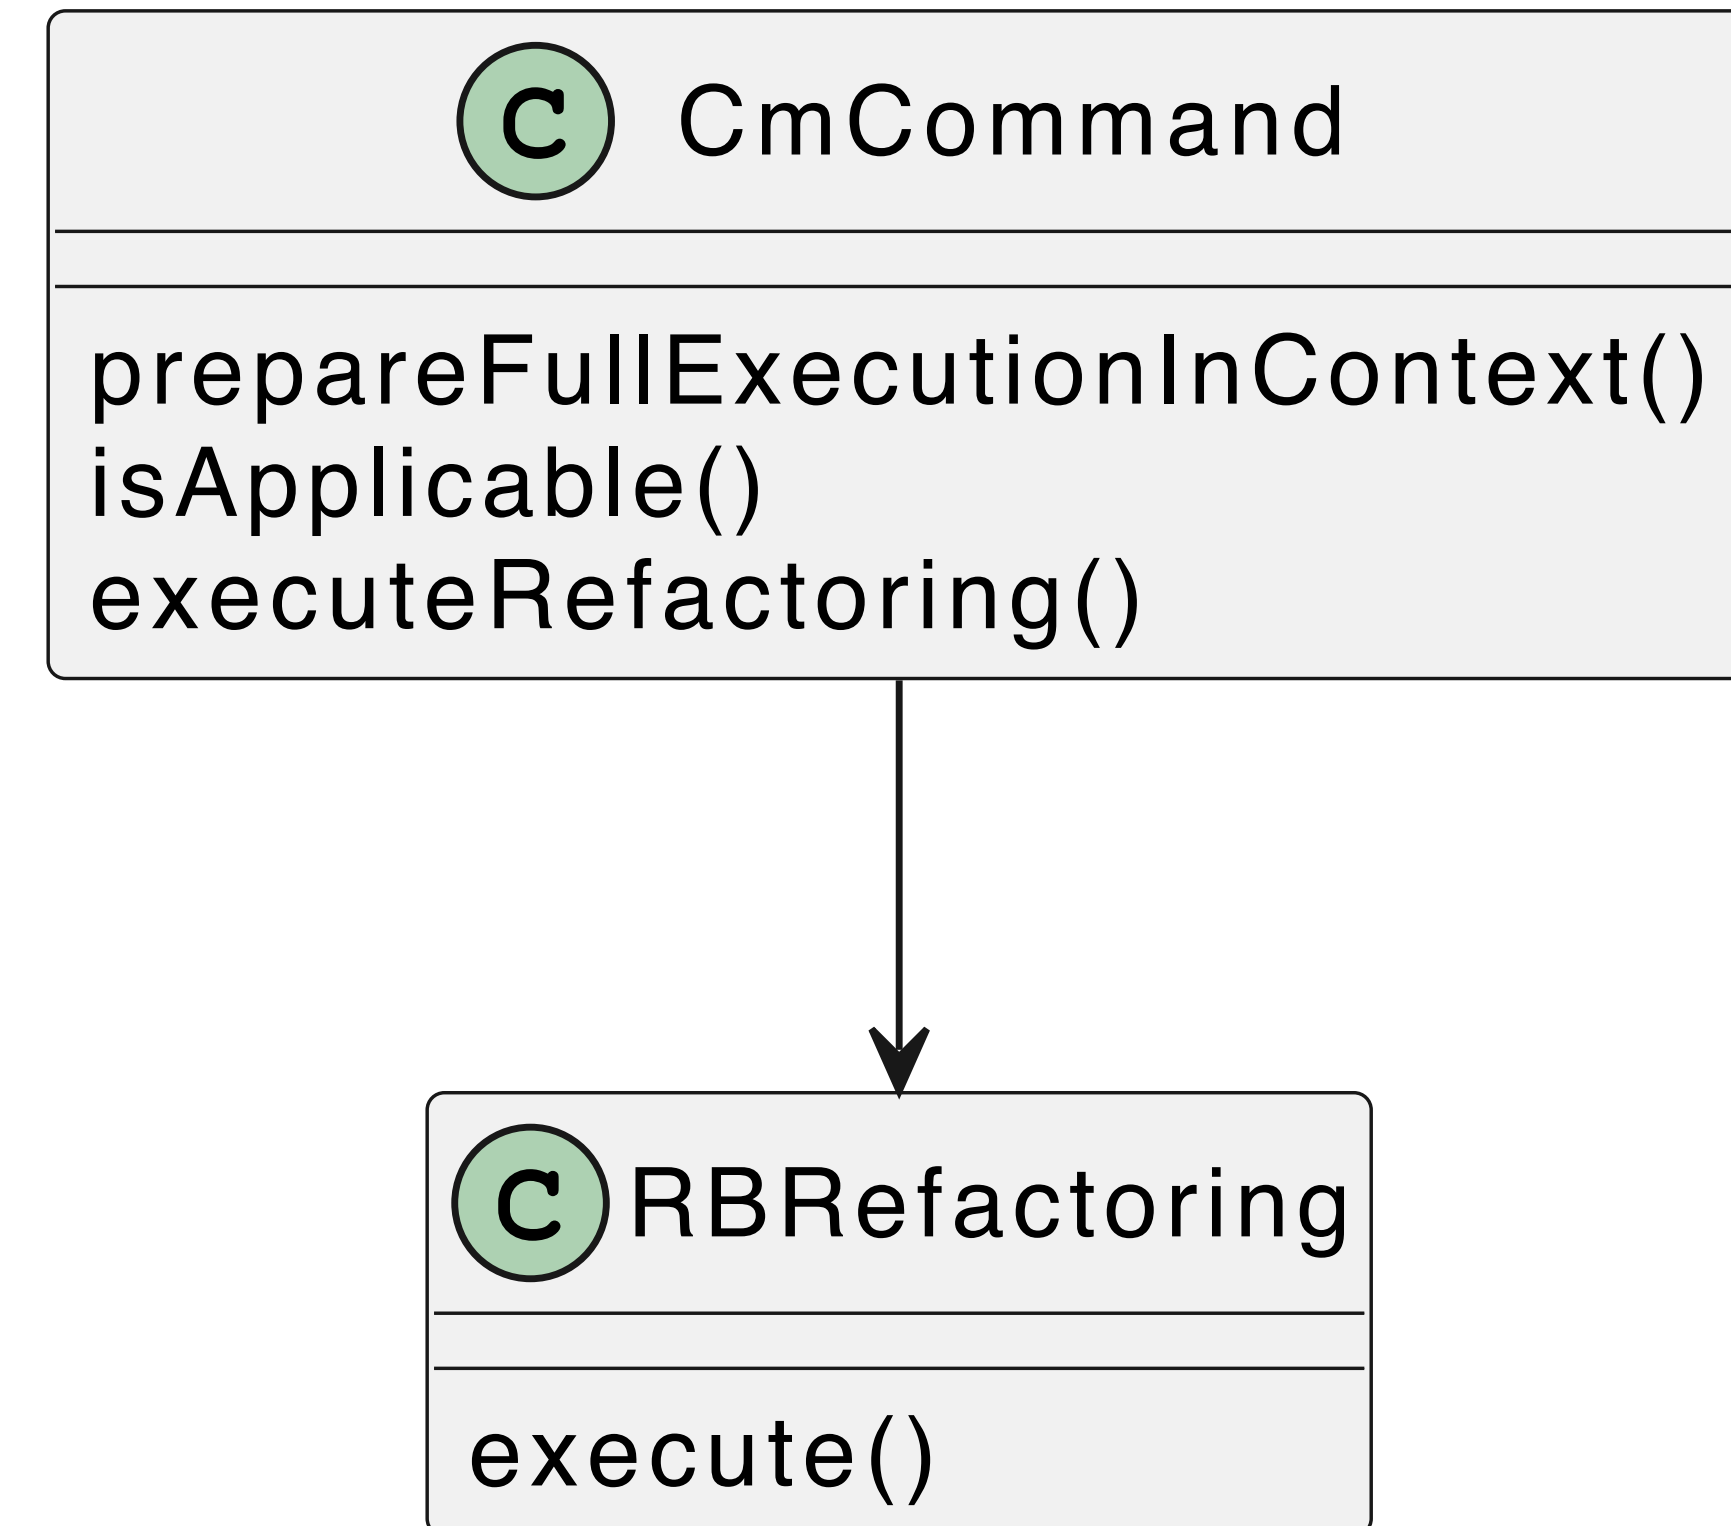 C CmCommand
prepareFullExecutionInContext()
isApplicable()
executeRefactoring()
C RBRefactoring
execute()